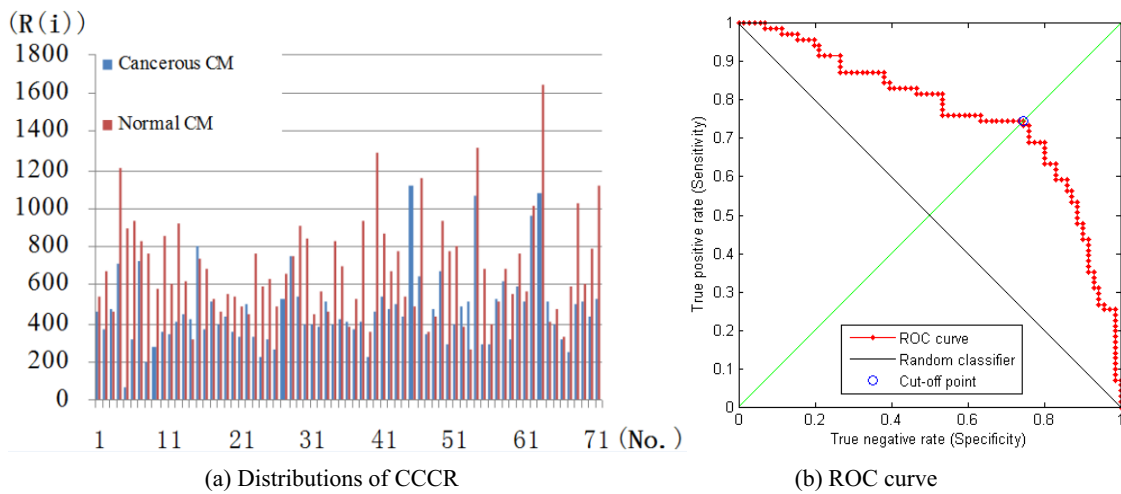 (R(i))
1800
1600
1400
1200
1000
800
600
400
200
0
Cancerous CM
Normal CM
1 11 21 31 41 51 61 71 (No.)
(a) Distributions of CCCR
1
0.9
0.8
0.7
0.6
0.5
0.4
0.3
0.2
0.1
0
True positive rate (Sensitivity)
ROC curve
Random classifier
Cut-off point
0 0.2 0.4 0.6 0.8 1
True negative rate (Specificity)
(b) ROC curve